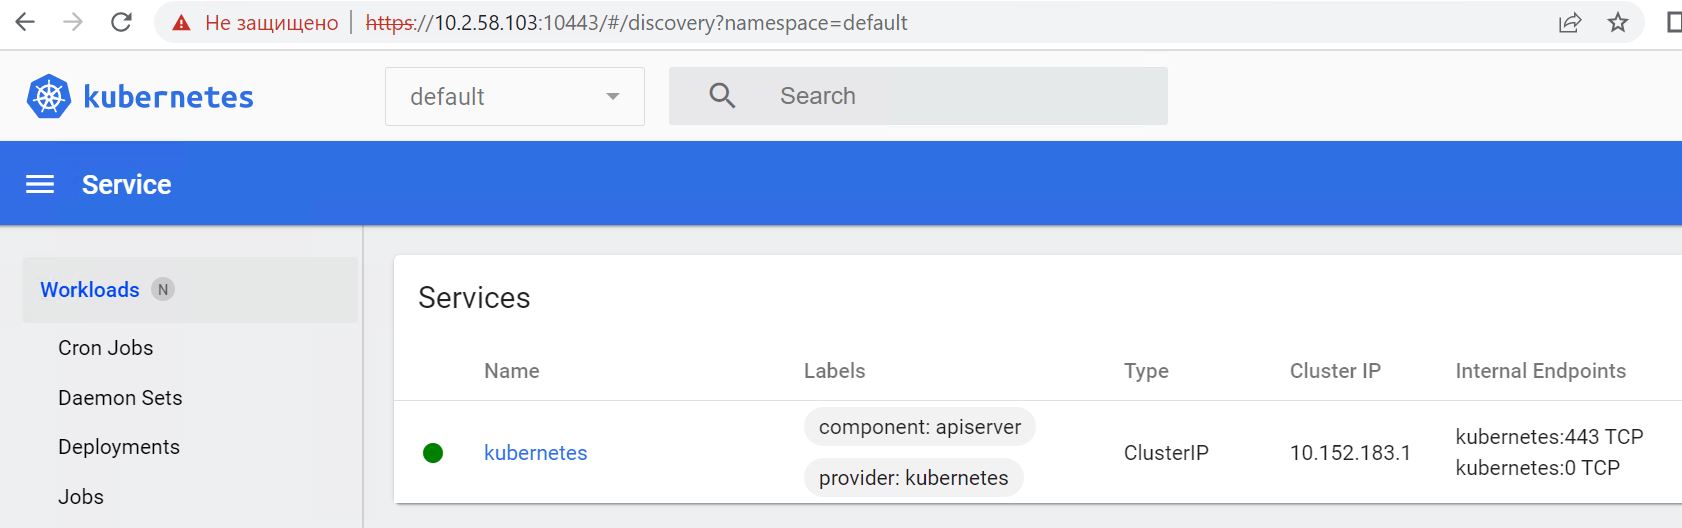 Не защищено https://10.2.58.103:10443/#/discovery?namespace=default
kubernetes default Search
Service
Workloads N
Cron Jobs
Daemon Sets
Deployments
Jobs
Services
Name Labels Type Cluster IP Internal Endpoints
kubernetes component: apiserver provider: kubernetes ClusterIP 10.152.183.1 kubernetes:443 TCP
kubernetes:0 TCP